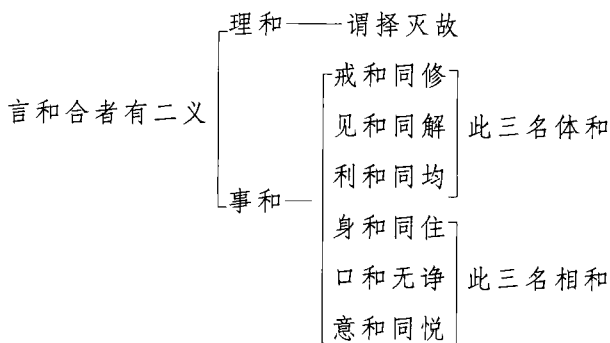 理和——谓择灭故
戒和同修
言和合者有二义
见和同解
此三名体和
利和同均
事和—
身和同住
口和无诤
此三名相和
意和同悦